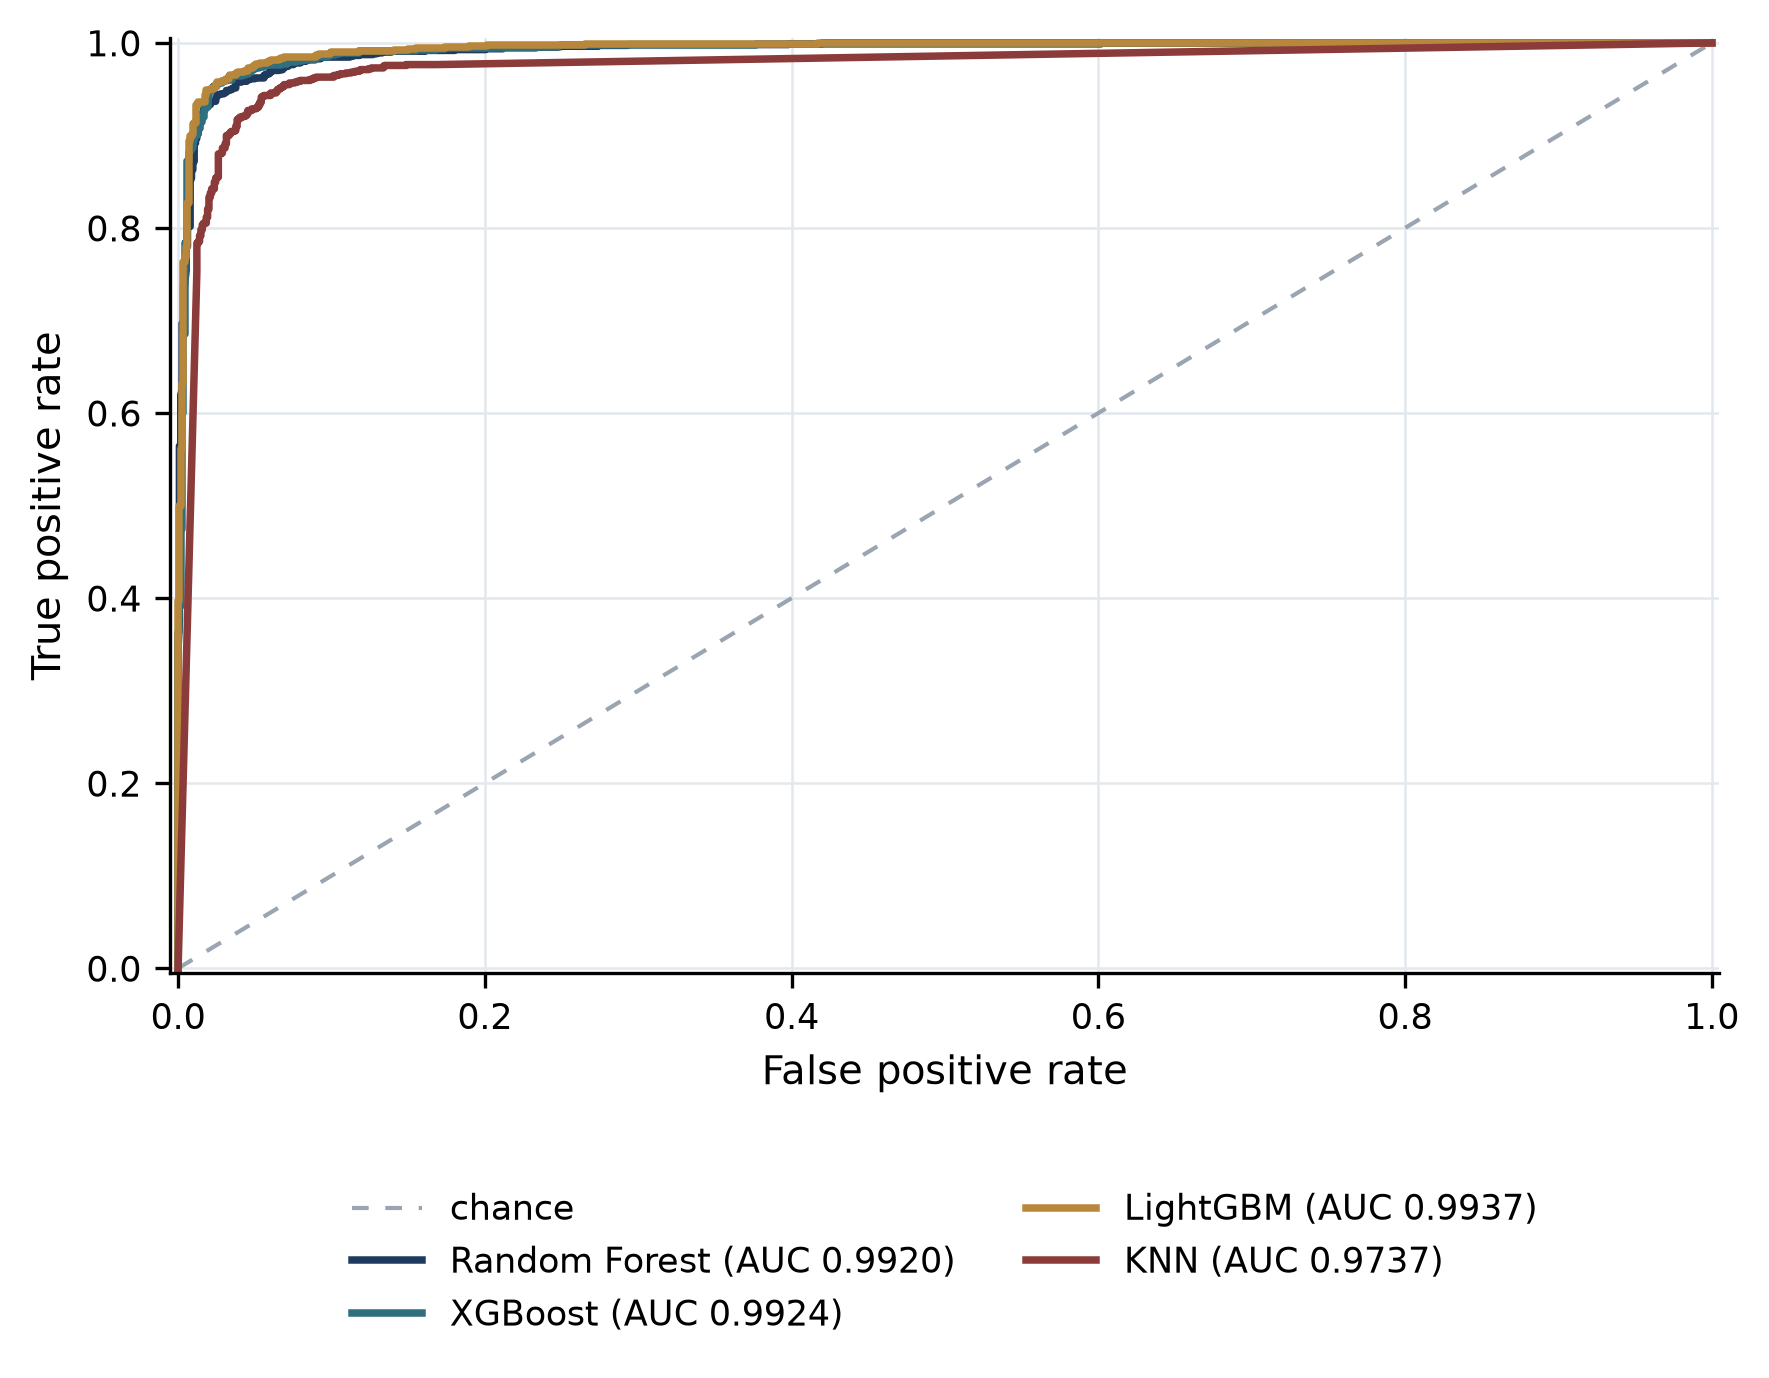 1.0
0.8
0.6
0.4
0.2
0.0
True positive rate
0.0 0.2 0.4 0.6 0.8 1.0
False positive rate
chance
Random Forest (AUC 0.9920)
XGBoost (AUC 0.9924)
LightGBM (AUC 0.9937)
KNN (AUC 0.9737)